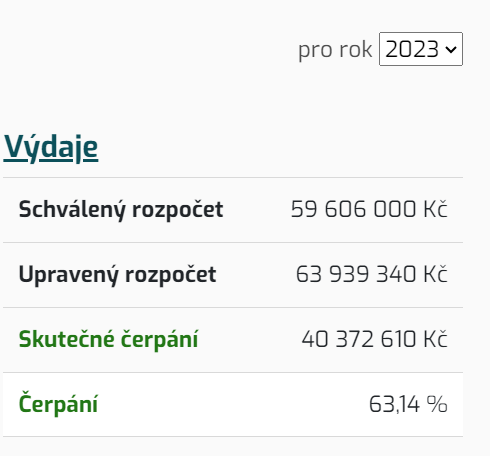 pro rok 2023
Výdaje
Schválený rozpočet 59 606 000 Kč
Upravený rozpočet 63 939 340 Kč
Skutečné čerpání 40 372 610 Kč
Čerpání 63,14 %